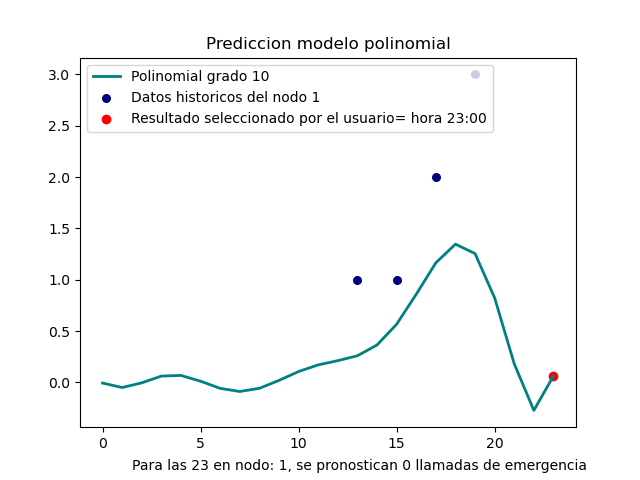 Prediccion modelo polinomial
Polinomial grado 10
Datos historicos del nodo 1
Resultado seleccionado por el usuario= hora 23:00
3.0
2.5
2.0
1.5
1.0
0.5
0.0
0 5 10 15 20
Para las 23 en nodo: 1, se pronostican 0 llamadas de emergencia